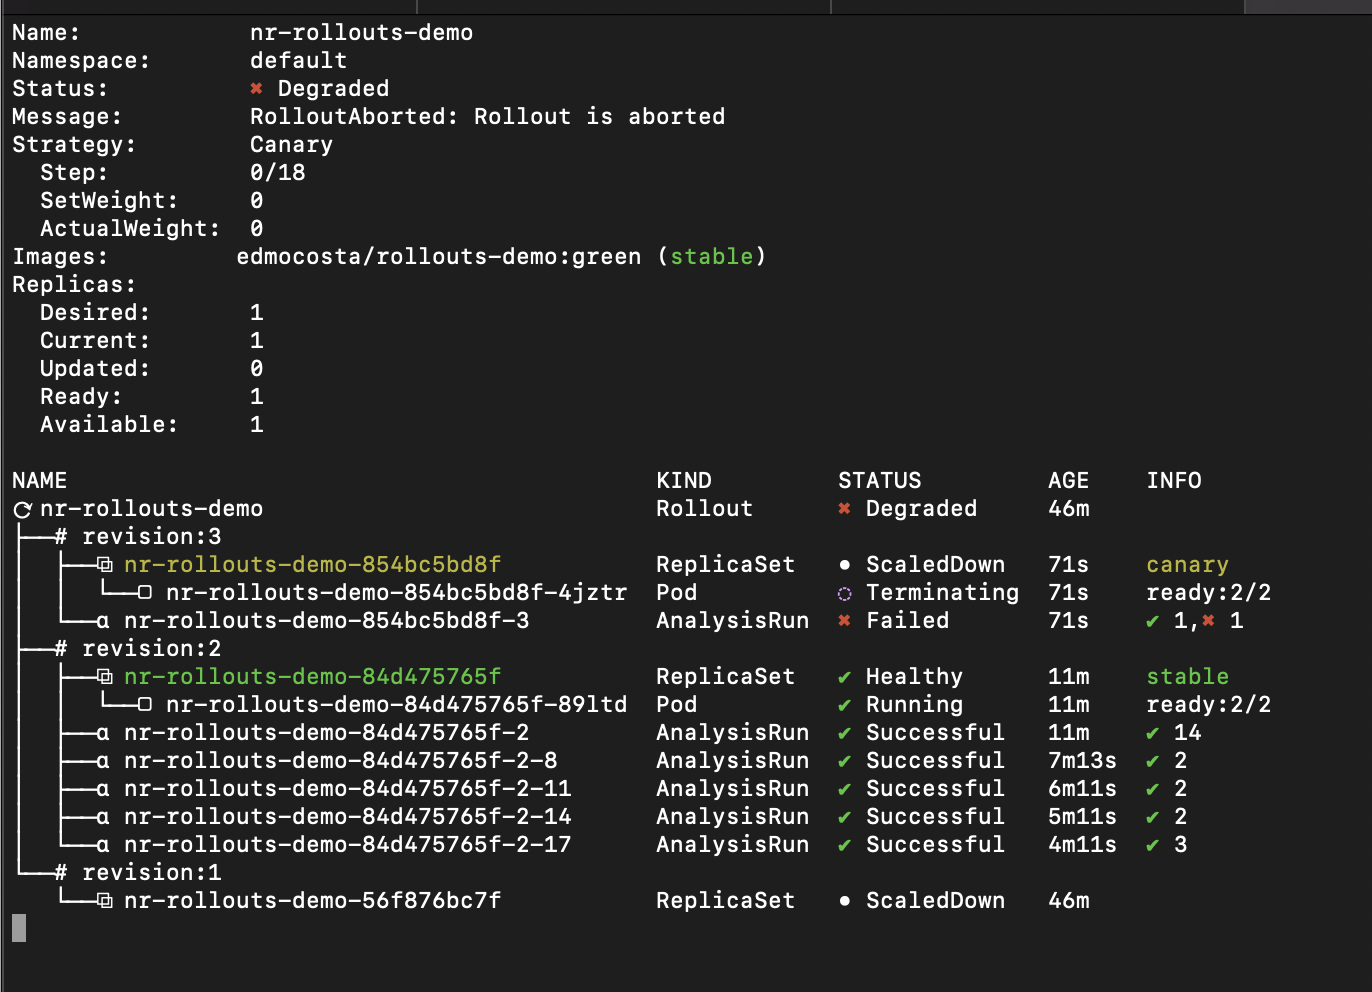 Name: nr-rollouts-demo
Namespace: default
Status: ✖ Degraded
Message: RolloutAborted: Rollout is aborted
Strategy: Canary
  Step: 0/18
  SetWeight: 0
  ActualWeight: 0
Images: edmocosta/rollouts-demo:green (stable)
Replicas:
  Desired: 1
  Current: 1
  Updated: 0
  Ready: 1
  Available: 1

NAME KIND STATUS AGE INFO
⟳ nr-rollouts-demo Rollout ✖ Degraded 46m
├──# revision:3
│  ├──⧉ nr-rollouts-demo-854bc5bd8f ReplicaSet • ScaledDown 71s canary
│  │  └──□ nr-rollouts-demo-854bc5bd8f-4jztr Pod ◌ Terminating 71s ready:2/2
│  └──α nr-rollouts-demo-854bc5bd8f-3 AnalysisRun ✖ Failed 71s ✔ 1,✖ 1
├──# revision:2
│  ├──⧉ nr-rollouts-demo-84d475765f ReplicaSet ✔ Healthy 11m stable
│  │  └──□ nr-rollouts-demo-84d475765f-89ltd Pod ✔ Running 11m ready:2/2
│  ├──α nr-rollouts-demo-84d475765f-2 AnalysisRun ✔ Successful 11m ✔ 14
│  ├──α nr-rollouts-demo-84d475765f-2-8 AnalysisRun ✔ Successful 7m13s ✔ 2
│  ├──α nr-rollouts-demo-84d475765f-2-11 AnalysisRun ✔ Successful 6m11s ✔ 2
│  ├──α nr-rollouts-demo-84d475765f-2-14 AnalysisRun ✔ Successful 5m11s ✔ 2
│  └──α nr-rollouts-demo-84d475765f-2-17 AnalysisRun ✔ Successful 4m11s ✔ 3
└──# revision:1
   └──⧉ nr-rollouts-demo-56f876bc7f ReplicaSet • ScaledDown 46m